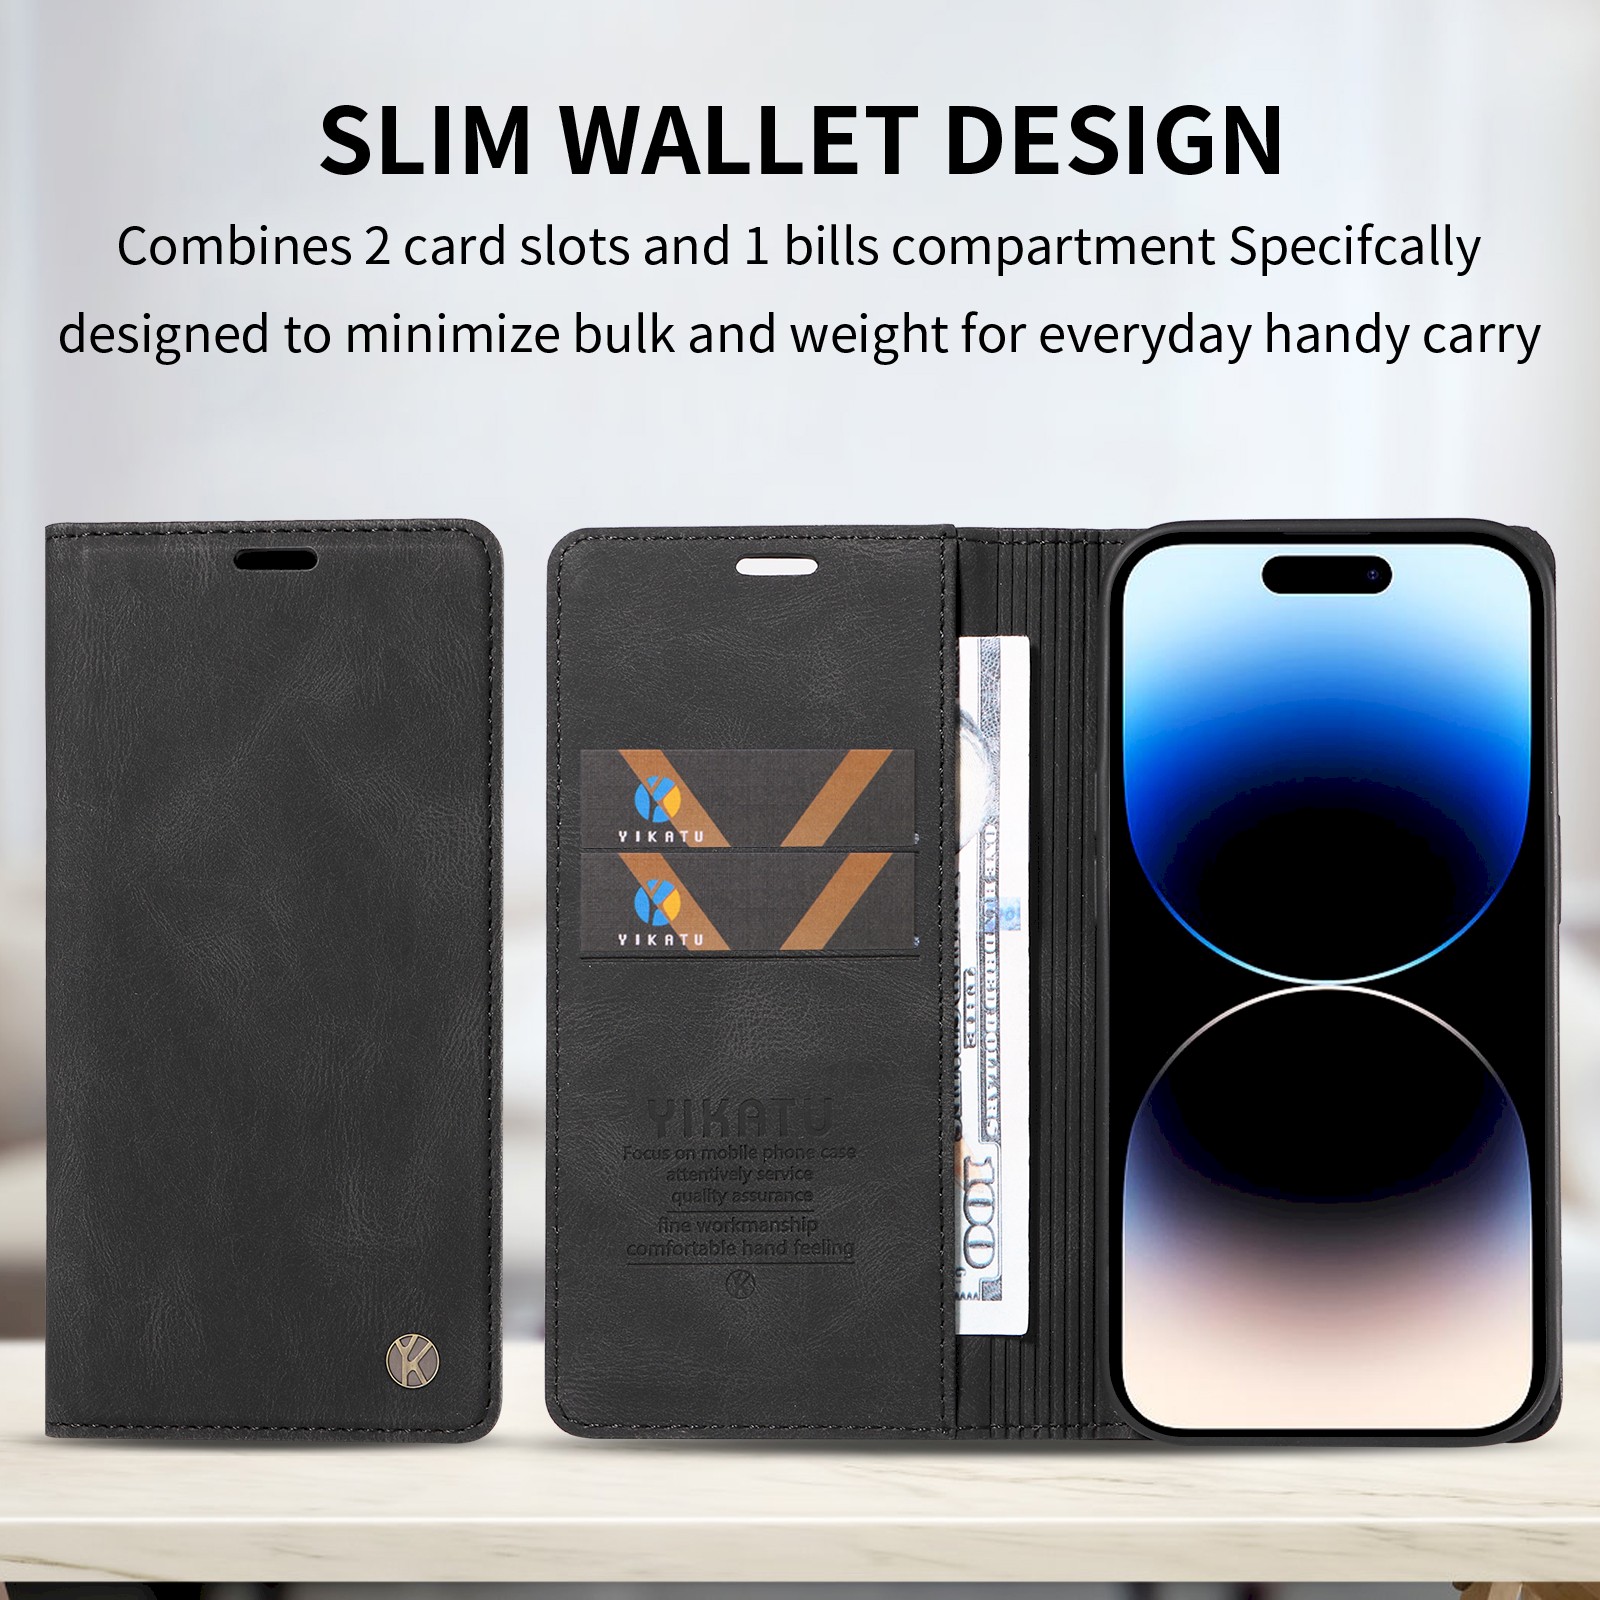 SLIM WALLET DESIGN
Combines 2 card slots and 1 bills compartment Specifcally
designed to minimize bulk and weight for everyday handy carry
YIKATU
YIKATU
YIKATU
Focus on mobile phone case
attentively service
quality assurance
fine workmanship
comfortable hand feeling
100